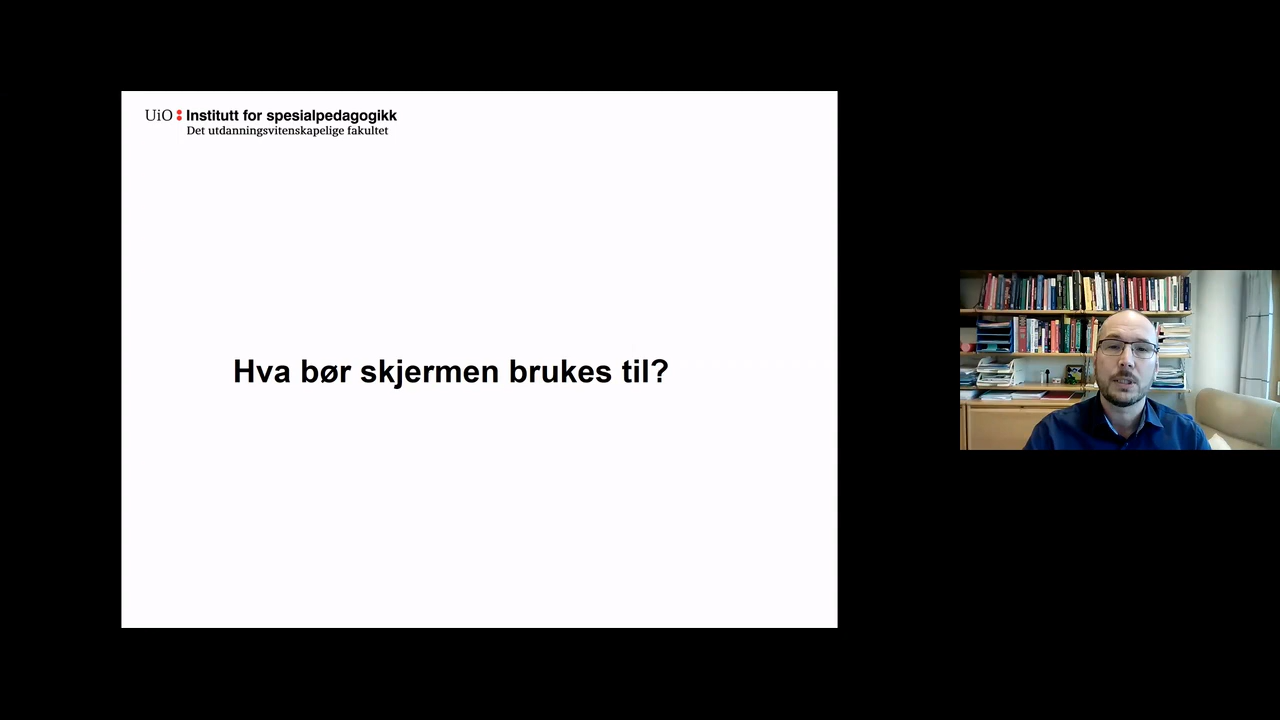 UiO : Institutt for spesialpedagogikk
Det utdanningsvitenskapelige fakultet
Hva bør skjermen brukes til?